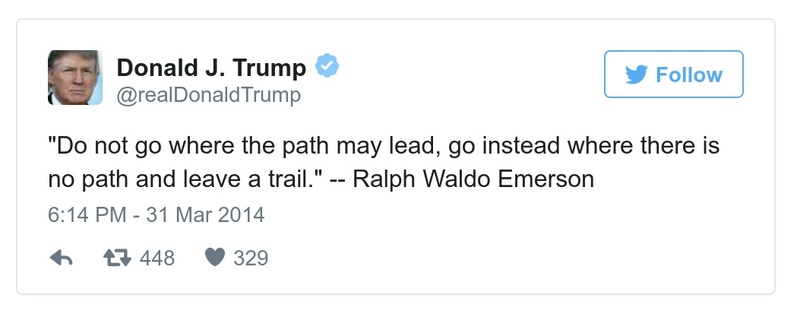 Donald J. Trump
@realDonaldTrump
Follow
"Do not go where the path may lead, go instead where there is
no path and leave a trail." -- Ralph Waldo Emerson
6:14 PM - 31 Mar 2014
448 329